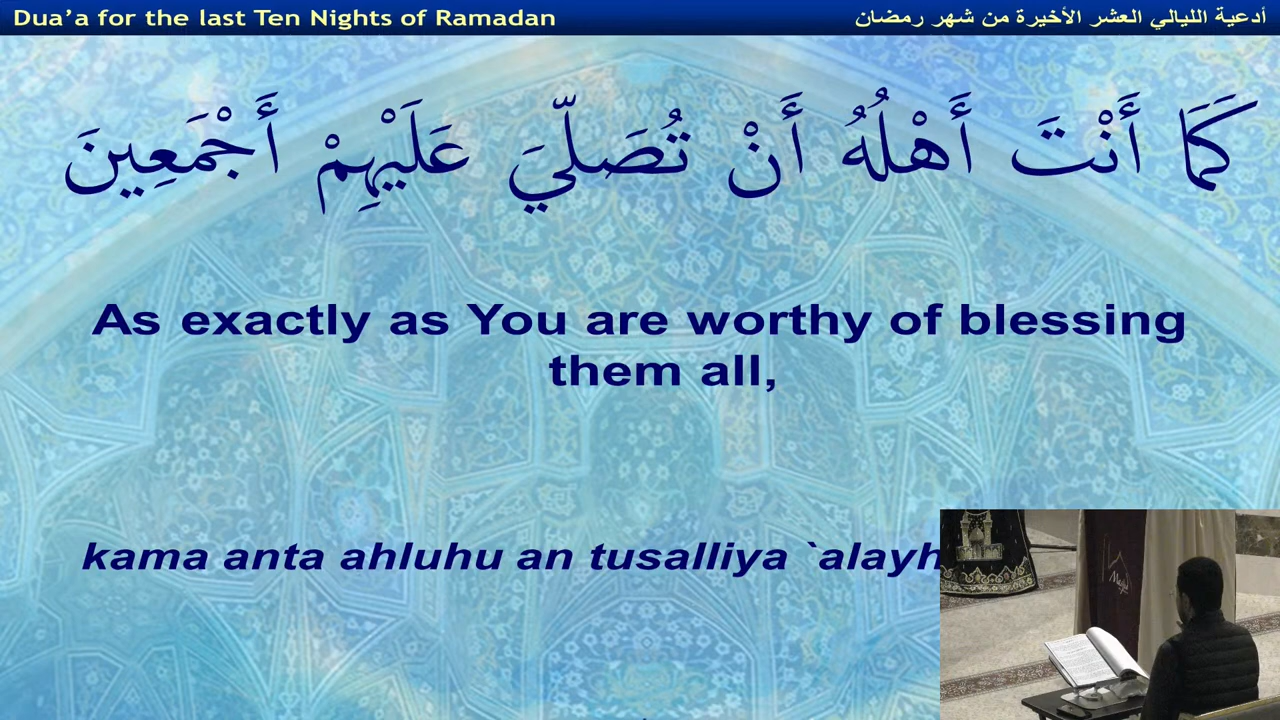 Dua’a for the last Ten Nights of Ramadan
أدعية الليالي العشر الأخيرة من شهر رمضان
كَمَا أَنْتَ أَهْلُهُ أَنْ تُصَلِّيَ عَلَيْهِمْ أَجْمَعِينَ
As exactly as You are worthy of blessing
them all,
kama anta ahluhu an tusalliya `alayh
Masjid